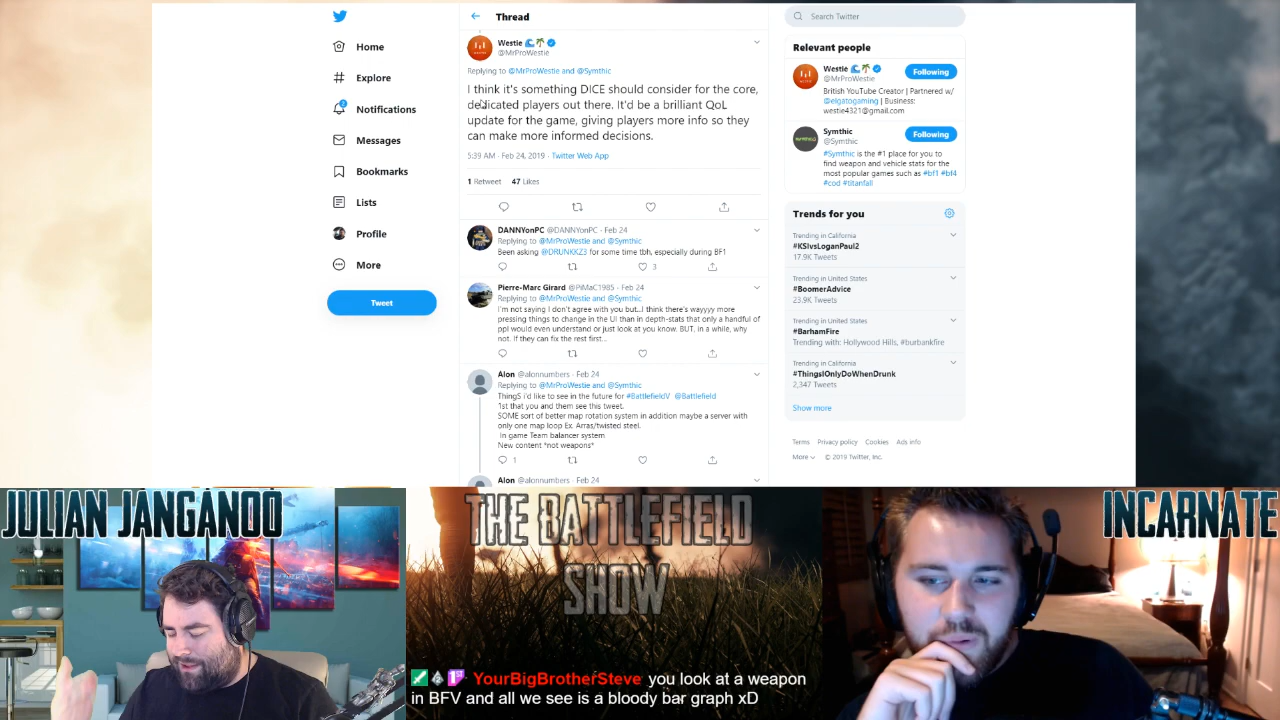 Home
Explore
2
Notifications
Messages
Bookmarks
Lists
Profile
More
Tweet
Thread
Westie
@MrProWestie
Replying to @MrProWestie and @Symthic
I think it's something DICE should consider for the core,
dedicated players out there. It'd be a brilliant QoL
update for the game, giving players more info so they
can make more informed decisions.
5:39 AM · Feb 24, 2019 · Twitter Web App
1 Retweet 47 Likes
DANNYonPC @DANNYonPC · Feb 24
Replying to @MrProWestie and @Symthic
Been asking @DRUNKKZ3 for some time tbh, especially during BF1
3
Pierre-Marc Girard @PiMaC1985 · Feb 24
Replying to @MrProWestie and @Symthic
I'm not saying I don't agree with you but...I think there's wayyyy more
pressing things to change in the UI than in depth-stats that only a handful of
ppl would even understand or just look at you know. BUT, in a while, why
not. If they can fix the rest first...
Alon @alonnumbers · Feb 24
Replying to @MrProWestie and @Symthic
ThingS i'd like to see in the future for #BattlefieldV @Battlefield
1st that you and them see this tweet.
SOME sort of better map rotation system in addition maybe a server with
only one map loop Ex. Arras/twisted steel.
In game Team balancer system
New content *not weapons*
1
Alon @alonnumbers · Feb 24
Search Twitter
Relevant people
Westie
@MrProWestie
Following
British YouTube Creator | Partnered w/
@elgatogaming | Business:
westie4321@gmail.com
Symthic
@Symthic
Following
#Symthic is the #1 place for you to
find weapon and vehicle stats for the
most popular games such as #bf1 #bf4
#cod #titanfall
Trends for you
Trending in California
#KSIvsLoganPaul2
17.9K Tweets
Trending in United States
#BoomerAdvice
23.9K Tweets
Trending in United States
#BarhamFire
Trending with: Hollywood Hills, #burbankfire
Trending in California
#ThingsIOnlyDoWhenDrunk
2,347 Tweets
Show more
Terms Privacy policy Cookies Ads info
More © 2019 Twitter, Inc.
JULIAN JANGANOO
THE BATTLEFIELD
SHOW
INCARNATE
YourBigBrotherSteve you look at a weapon
in BFV and all we see is a bloody bar graph xD